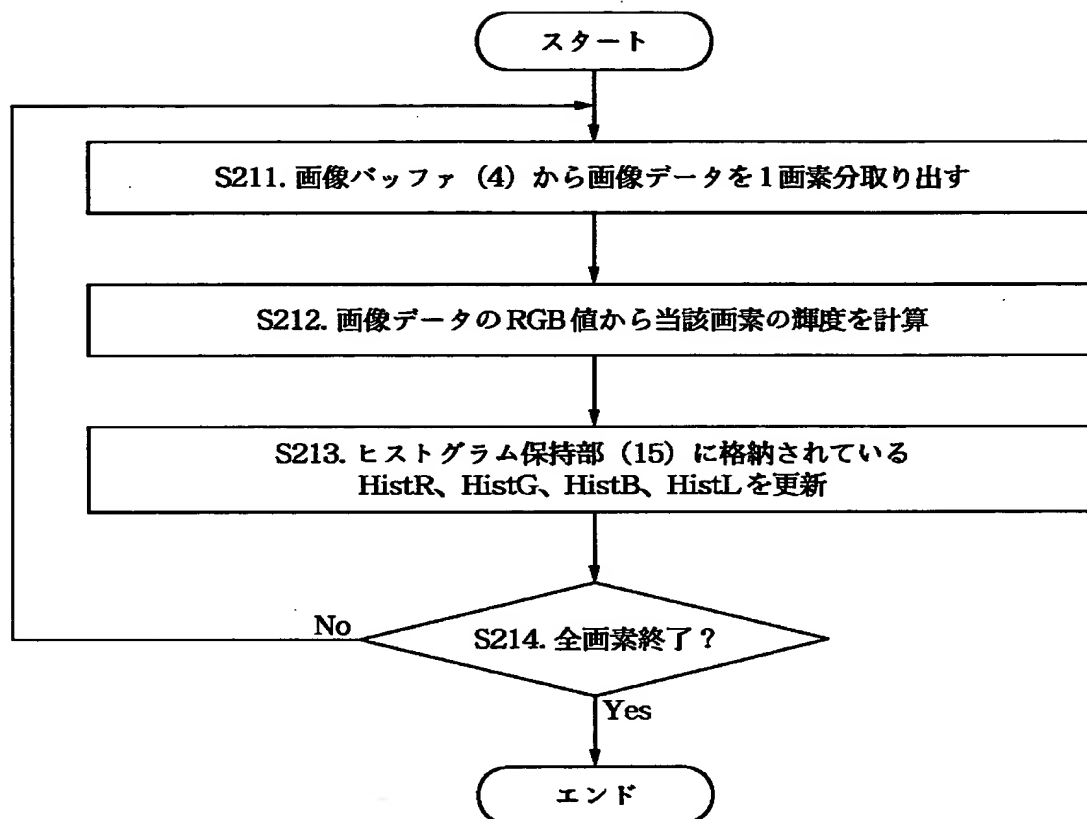 スタート
S211. 画像バッファ（4）から画像データを1画素分取り出す
S212. 画像データのRGB値から当該画素の輝度を計算
S213. ヒストグラム保持部（15）に格納されている
HistR、HistG、HistB、HistLを更新
No
S214. 全画素終了？
Yes
エンド